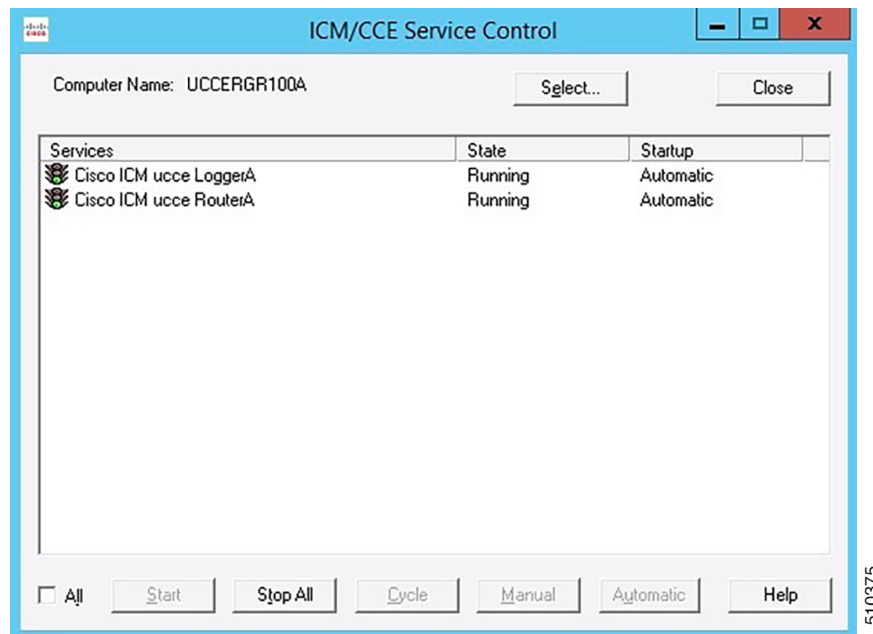 CISCO
ICM/CCE Service Control
X
Computer Name: UCCERGR100A
Select...
Close
Services State Startup
Cisco ICM ucce LoggerA Running Automatic
Cisco ICM ucce RouterA Running Automatic
All
Start
Stop All
Cycle
Manual
Automatic
Help
510375